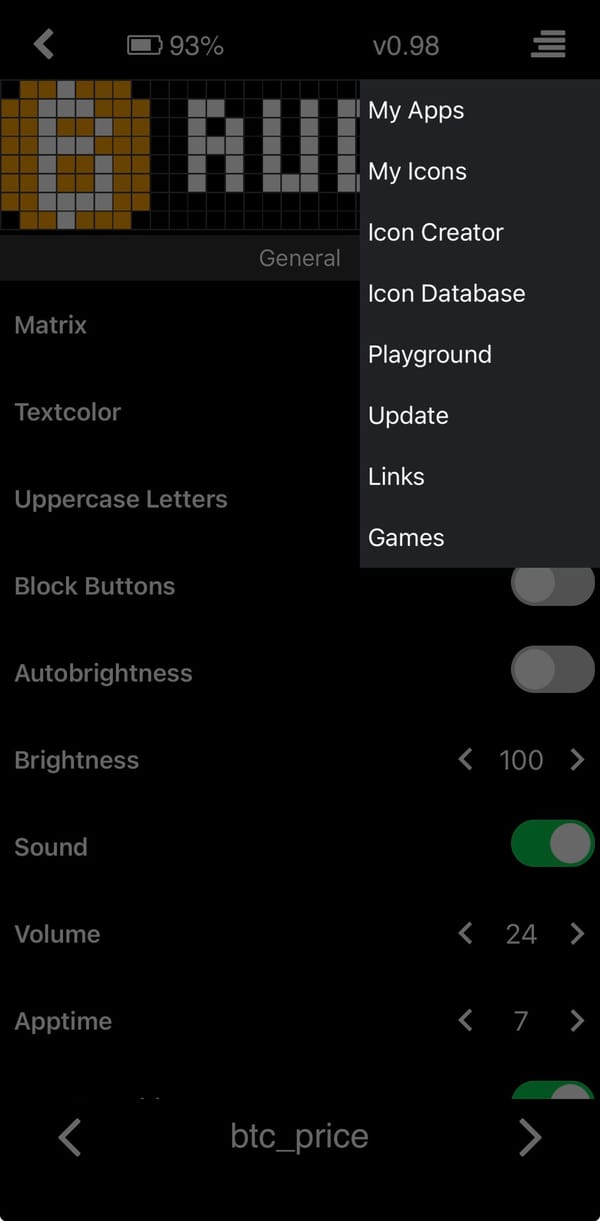 93%
v0.98
My Apps
My Icons
Icon Creator
General
Icon Database
Matrix
Playground
Textcolor
Update
Uppercase Letters
Links
Games
Block Buttons
Autobrightness
Brightness
100
Sound
Volume
24
Apptime
7
btc_price